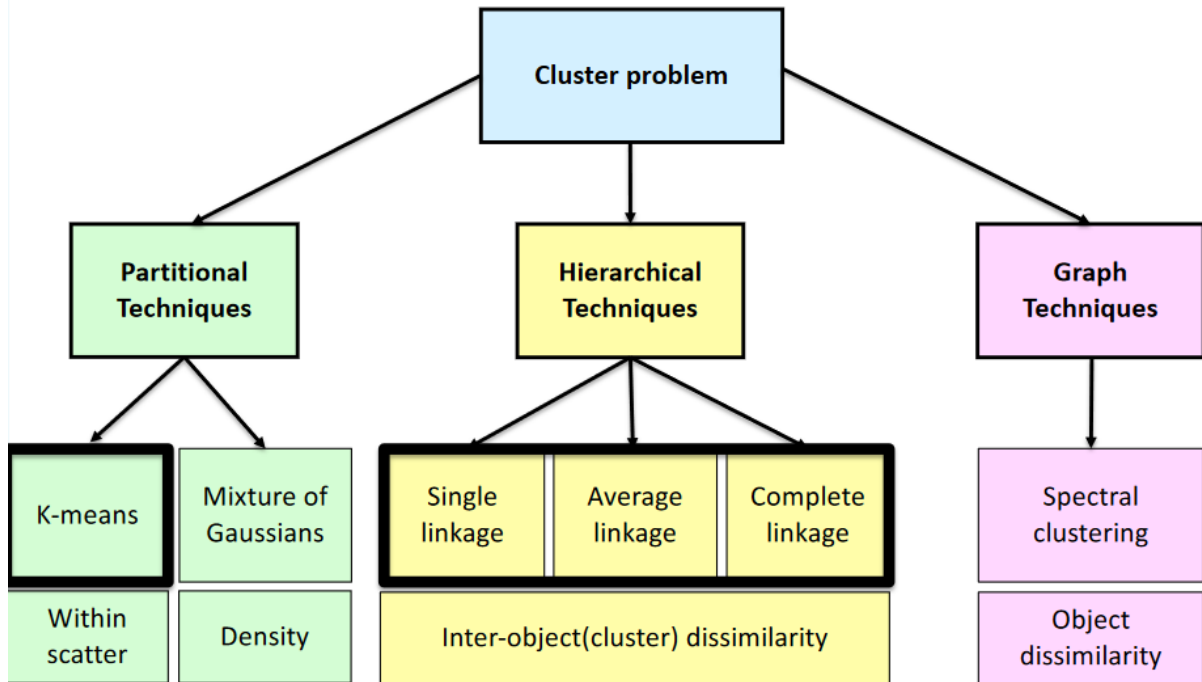 Cluster problem
Partitional
Techniques
Hierarchical
Techniques
Graph
Techniques
K-means
Mixture of
Gaussians
Single
linkage
Average
linkage
Complete
linkage
Spectral
clustering
Within
scatter
Density
Inter-object(cluster) dissimilarity
Object
dissimilarity